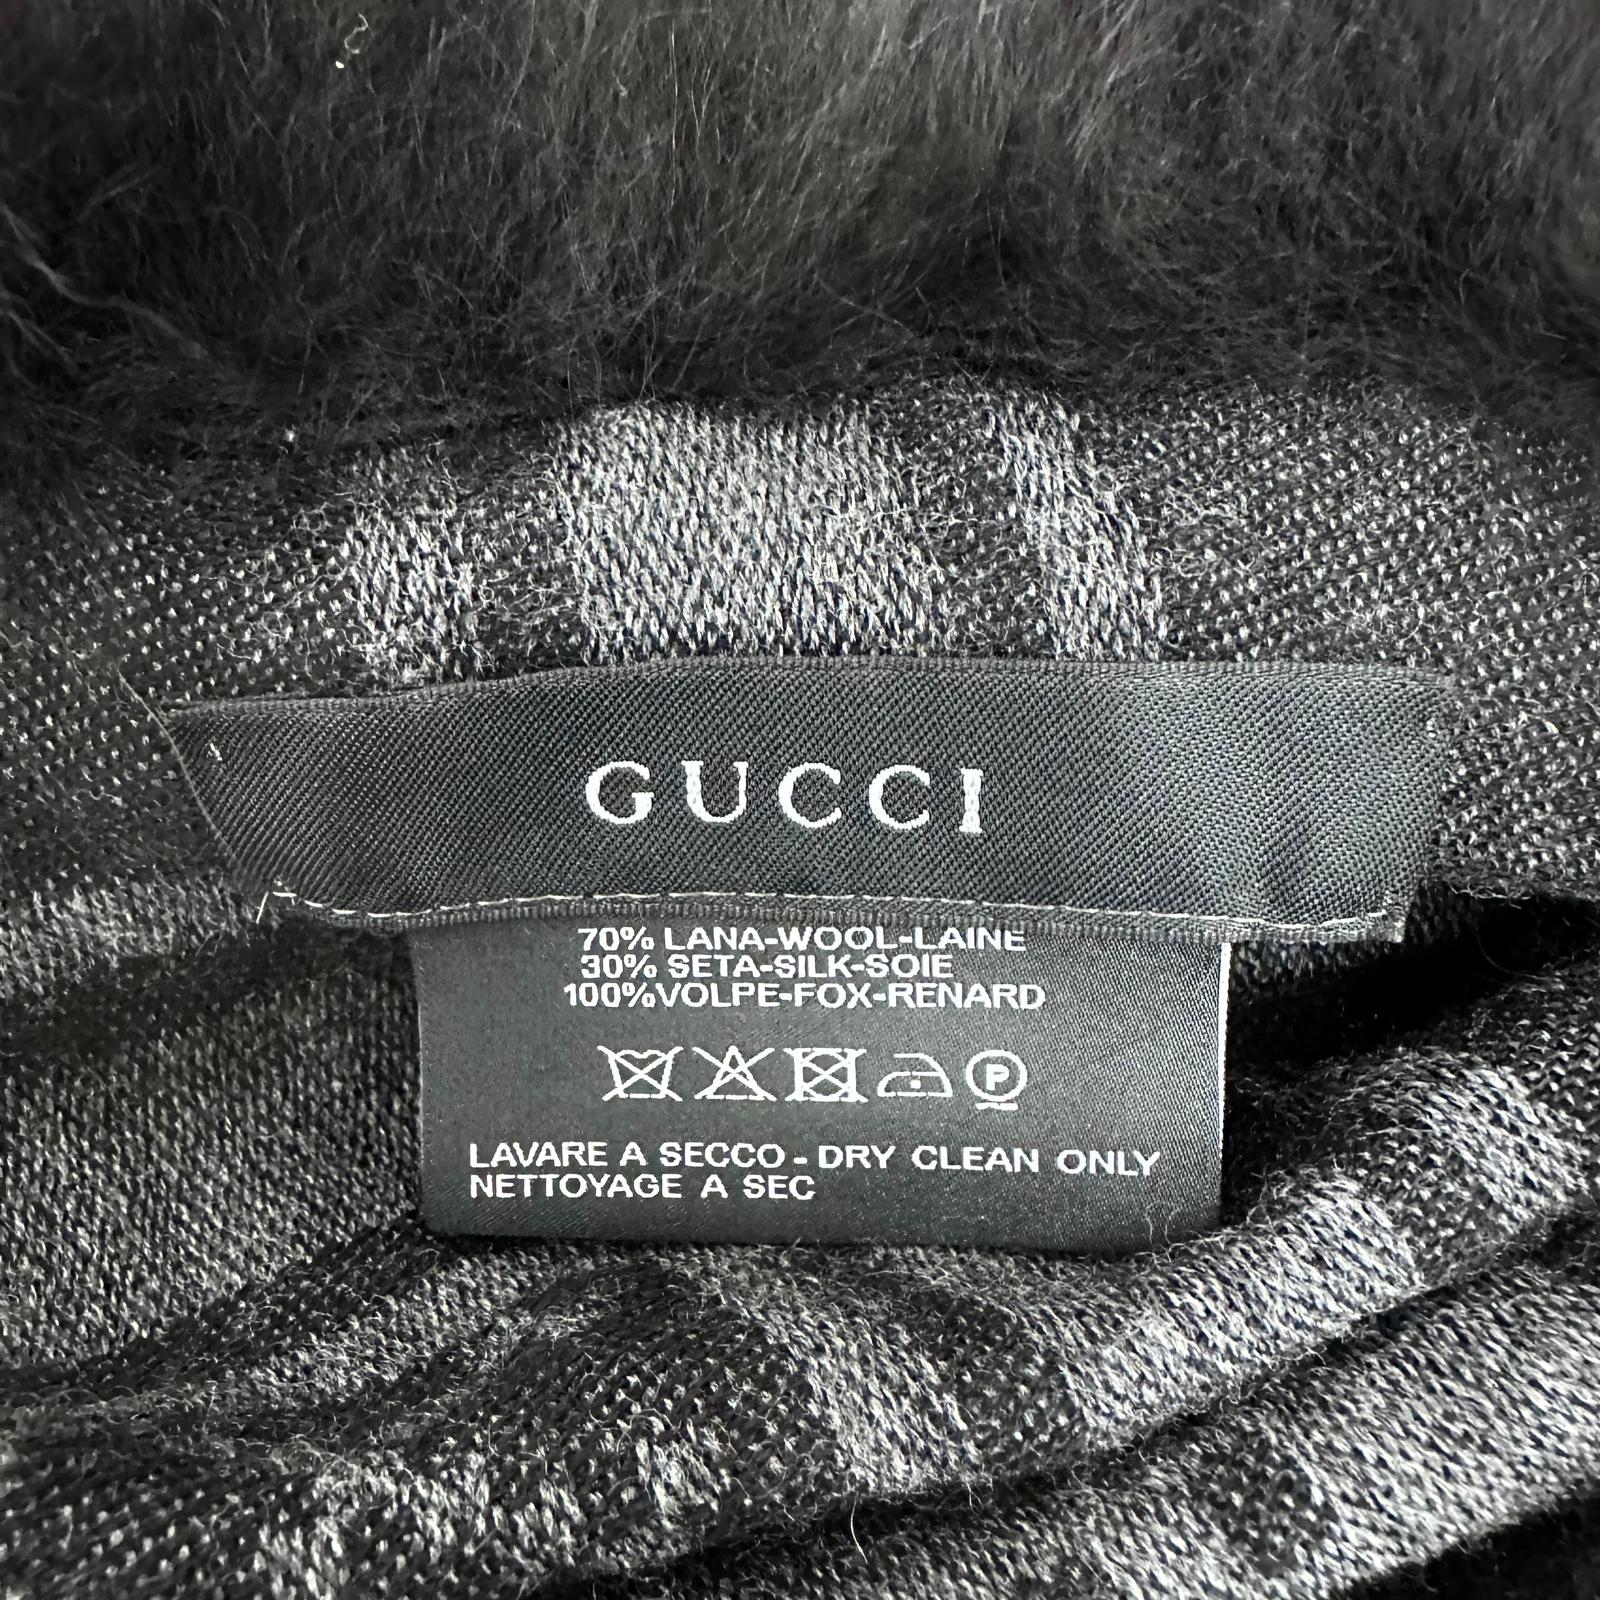 GUCCI
70% LANA-WOOL-LAINE
30% SETA-SILK-SOIE
100%VOLPE-FOX-RENARD
P
LAVARE A SECCO - DRY CLEAN ONLY
NETTOYAGE A SEC